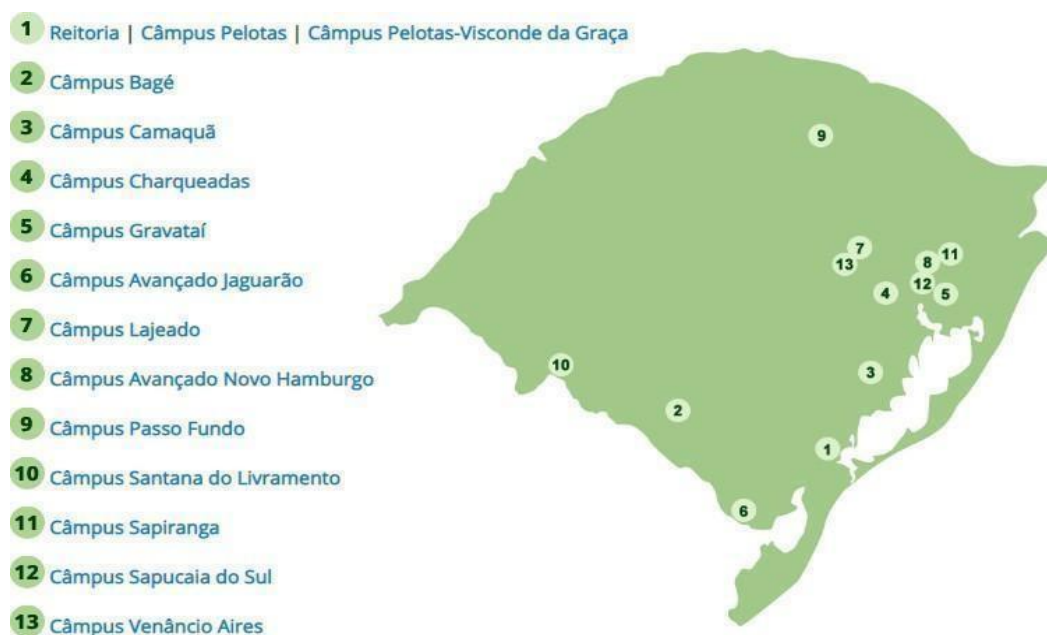 1 Reitoria | Câmpus Pelotas | Câmpus Pelotas-Visconde da Graça
2 Câmpus Bagé
3 Câmpus Camaquã
4 Câmpus Charqueadas
5 Câmpus Gravataí
6 Câmpus Avançado Jaguarão
7 Câmpus Lajeado
8 Câmpus Avançado Novo Hamburgo
9 Câmpus Passo Fundo
10 Câmpus Santana do Livramento
11 Câmpus Sapiranga
12 Câmpus Sapucaia do Sul
13 Câmpus Venâncio Aires
9
7
11
13
8
12
4
5
10
3
2
1
6